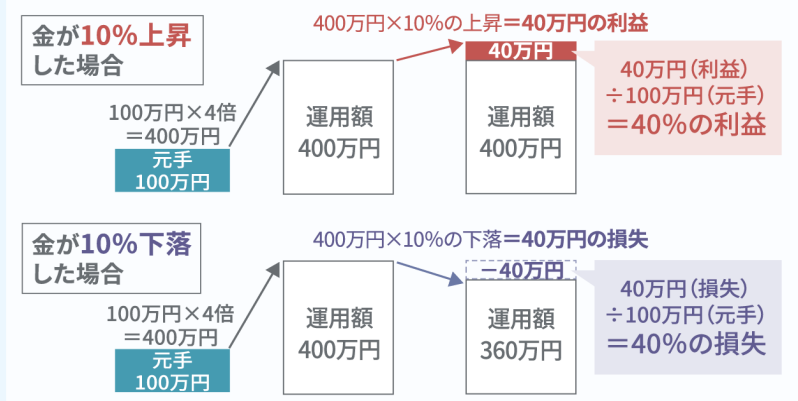 金が10%上昇
した場合
400万円×10%の上昇＝40万円の利益
100万円×4倍
＝400万円
元手
100万円
運用額
400万円
40万円
運用額
400万円
40万円（利益）
÷100万円（元手）
＝40%の利益
金が10%下落
した場合
400万円×10%の下落＝40万円の損失
100万円×4倍
＝400万円
元手
100万円
運用額
400万円
－40万円
運用額
360万円
40万円（損失）
÷100万円（元手）
＝40%の損失